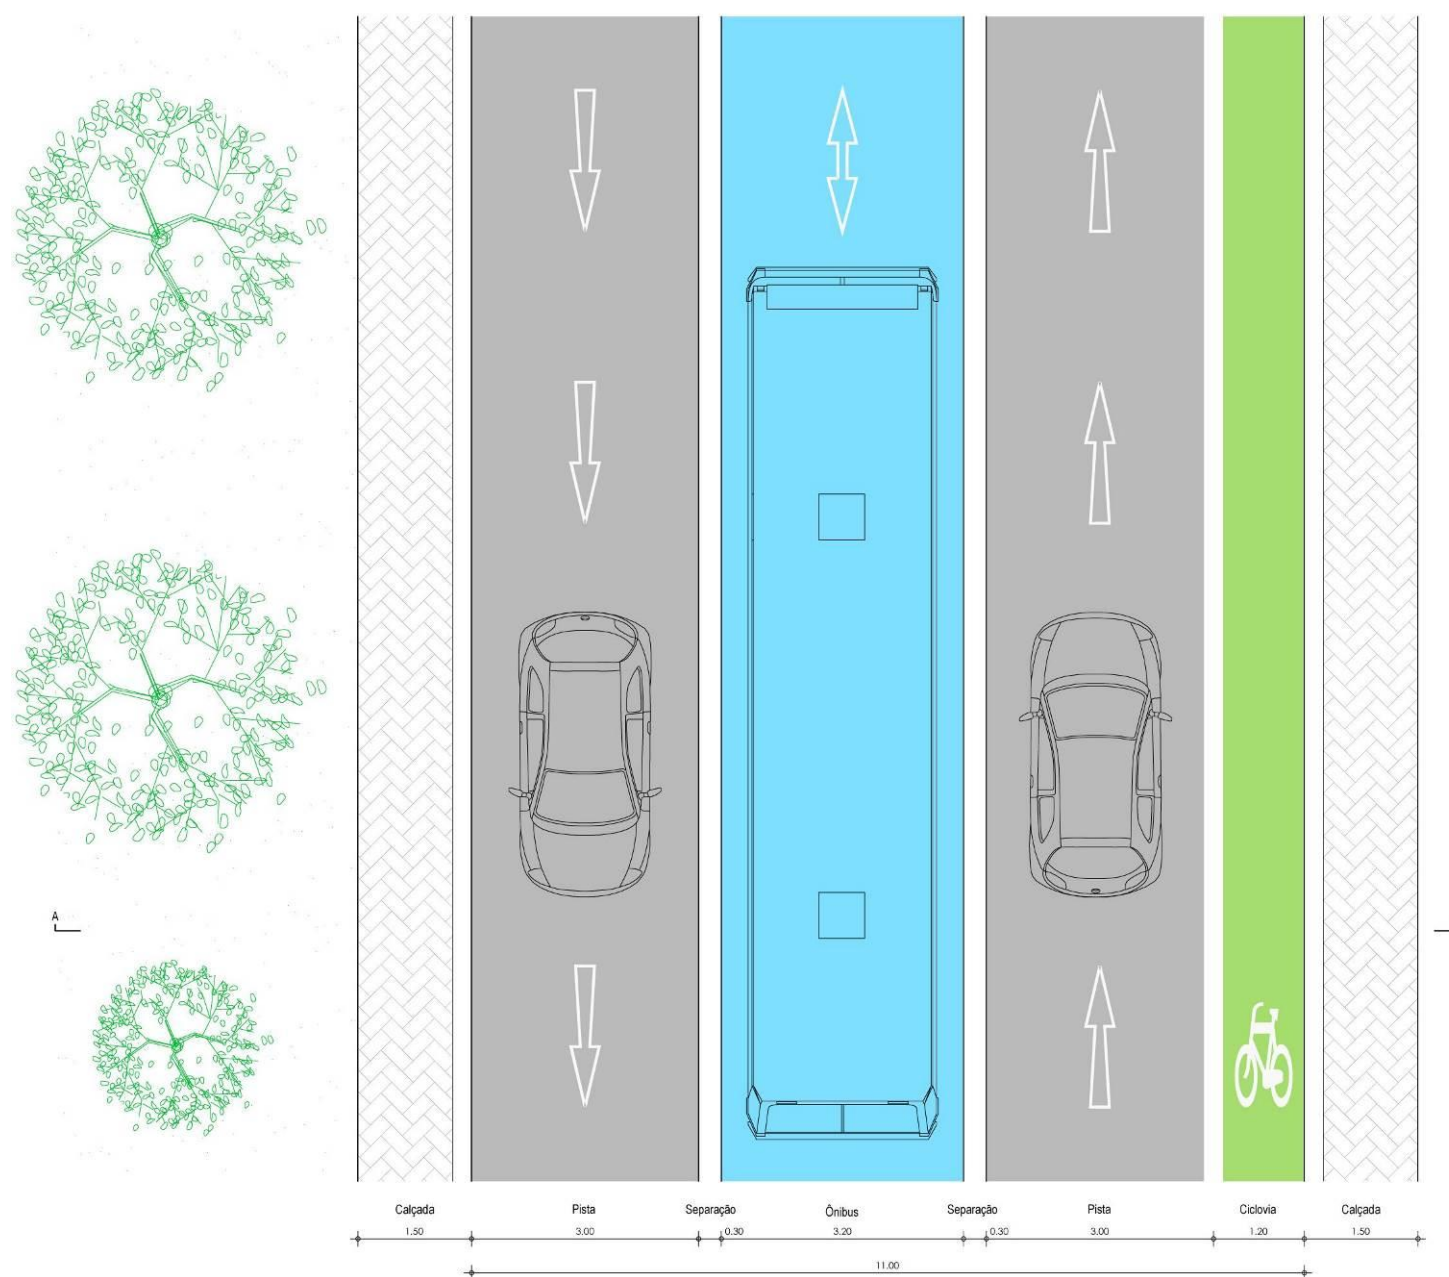 A
Calçada Pista Separação Ônibus Separação Pista Ciclovia Calçada
1.50 3.00 0.30 3.20 0.30 3.00 1.20 1.50
11.00